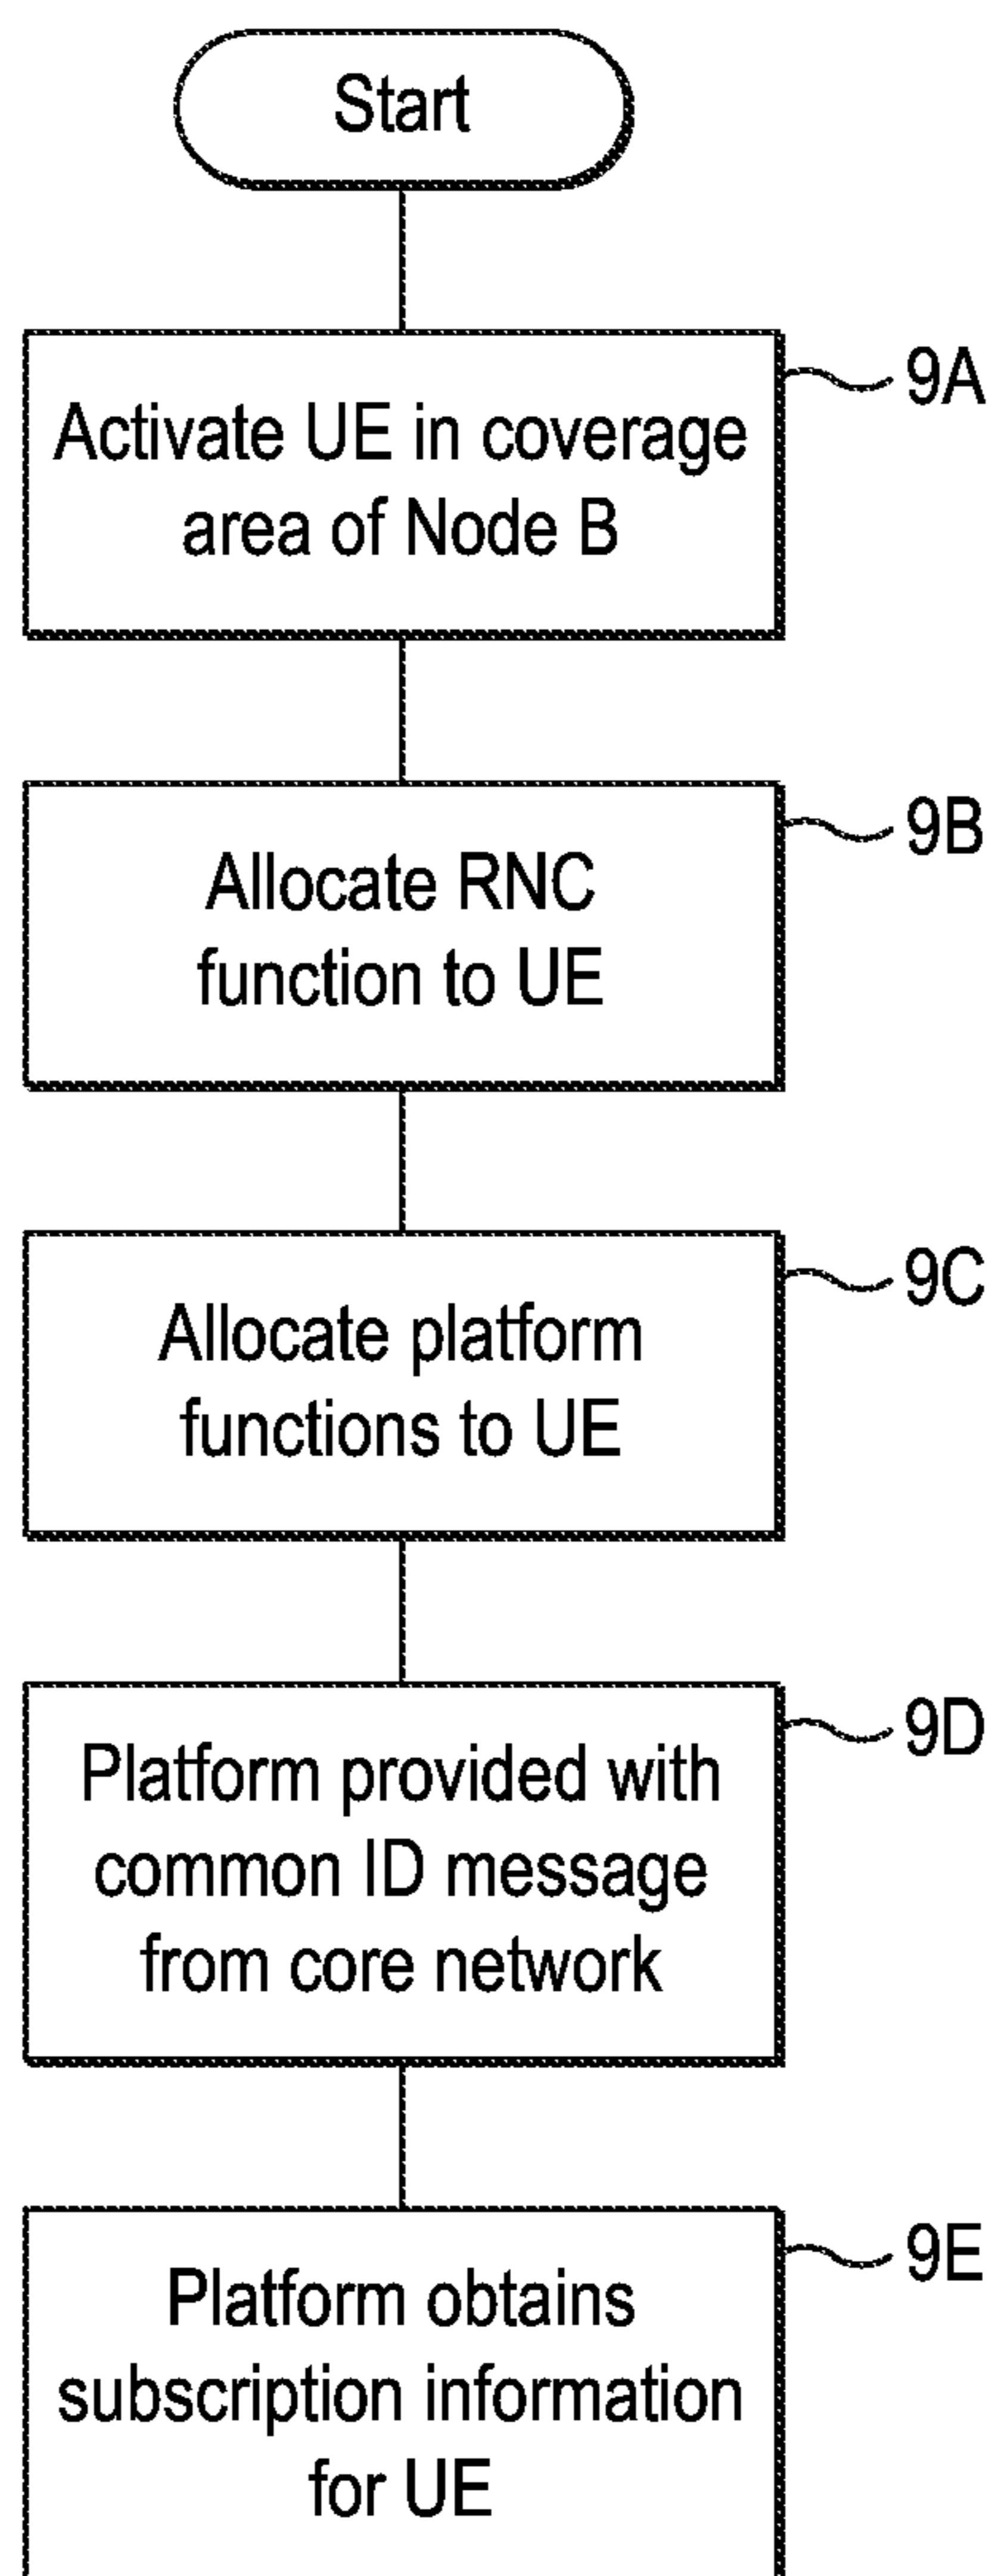 Start
Activate UE in coverage
area of Node B
9A
Allocate RNC
function to UE
9B
Allocate platform
functions to UE
9C
Platform provided with
common ID message
from core network
9D
Platform obtains
subscription information
for UE
9E